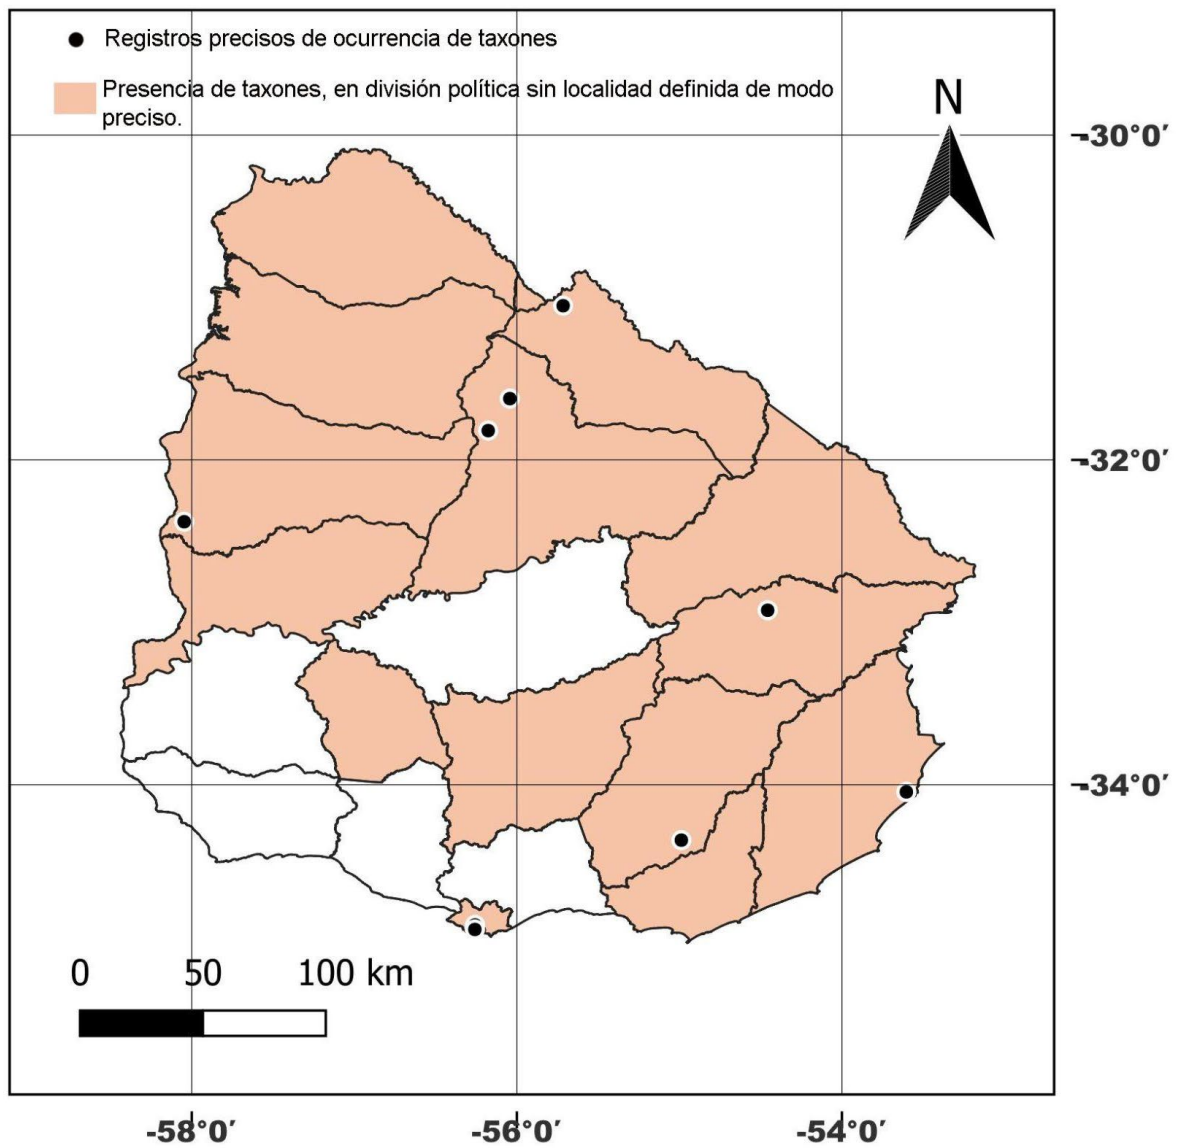 Registros precisos de ocurrencia de taxones
Presencia de taxones, en división política sin localidad definida de modo
preciso.
N
-30°0′
-32°0′
-34°0′
0 50 100 km
-58°0′ -56°0′ -54°0′